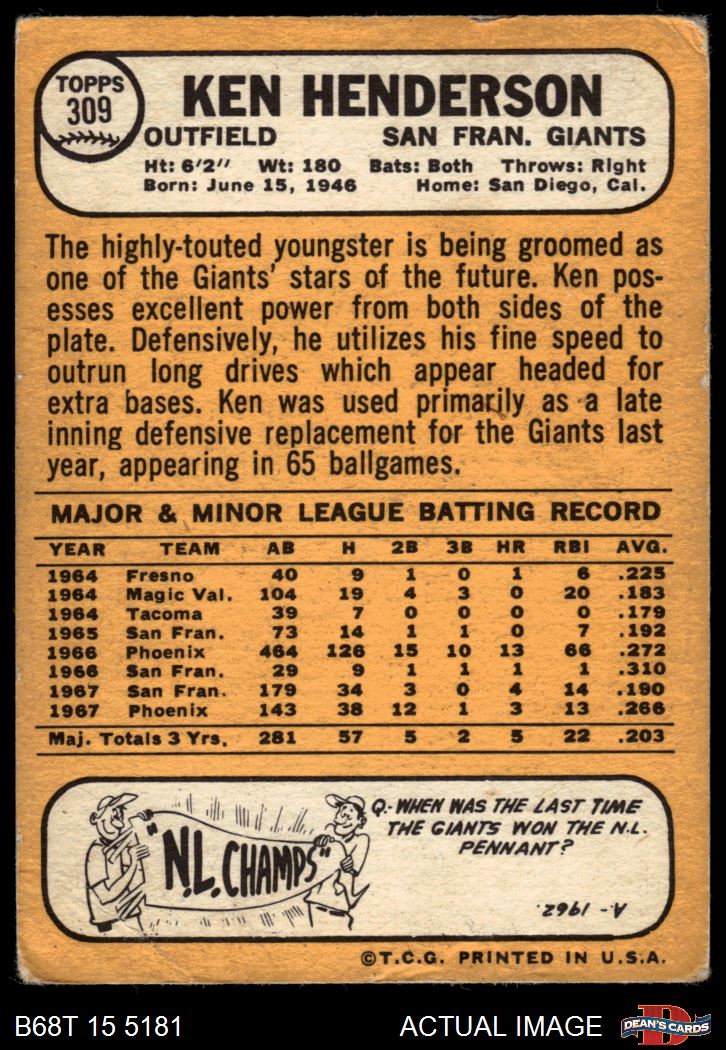 TOPPS
309
KEN HENDERSON
OUTFIELD SAN FRAN. GIANTS
Ht: 6'2" Wt: 180 Bats: Both Throws: Right
Born: June 15, 1946 Home: San Diego, Cal.
The highly-touted youngster is being groomed as
one of the Giants' stars of the future. Ken pos-
esses excellent power from both sides of the
plate. Defensively, he utilizes his fine speed to
outrun long drives which appear headed for
extra bases. Ken was used primarily as a late
inning defensive replacement for the Giants last
year, appearing in 65 ballgames.
MAJOR & MINOR LEAGUE BATTING RECORD
YEAR TEAM AB H 2B 3B HR RBI AVG.
1964 Fresno 40 9 1 0 1 6 .225
1964 Magic Val. 104 19 4 3 0 20 .183
1964 Tacoma 39 7 0 0 0 0 .179
1965 San Fran. 73 14 1 1 0 7 .192
1966 Phoenix 464 126 15 10 13 66 .272
1966 San Fran. 29 9 1 1 1 1 .310
1967 San Fran. 179 34 3 0 4 14 .190
1967 Phoenix 143 38 12 1 3 13 .266
Maj. Totals 3 Yrs. 281 57 5 2 5 22 .203
"N.L. CHAMPS"
Q.- WHEN WAS THE LAST TIME
THE GIANTS WON THE N.L.
PENNANT?
A- 1962.
©T.C.G. PRINTED IN U.S.A.
B68T 15 5181 ACTUAL IMAGE
D
DEAN'S CARDS